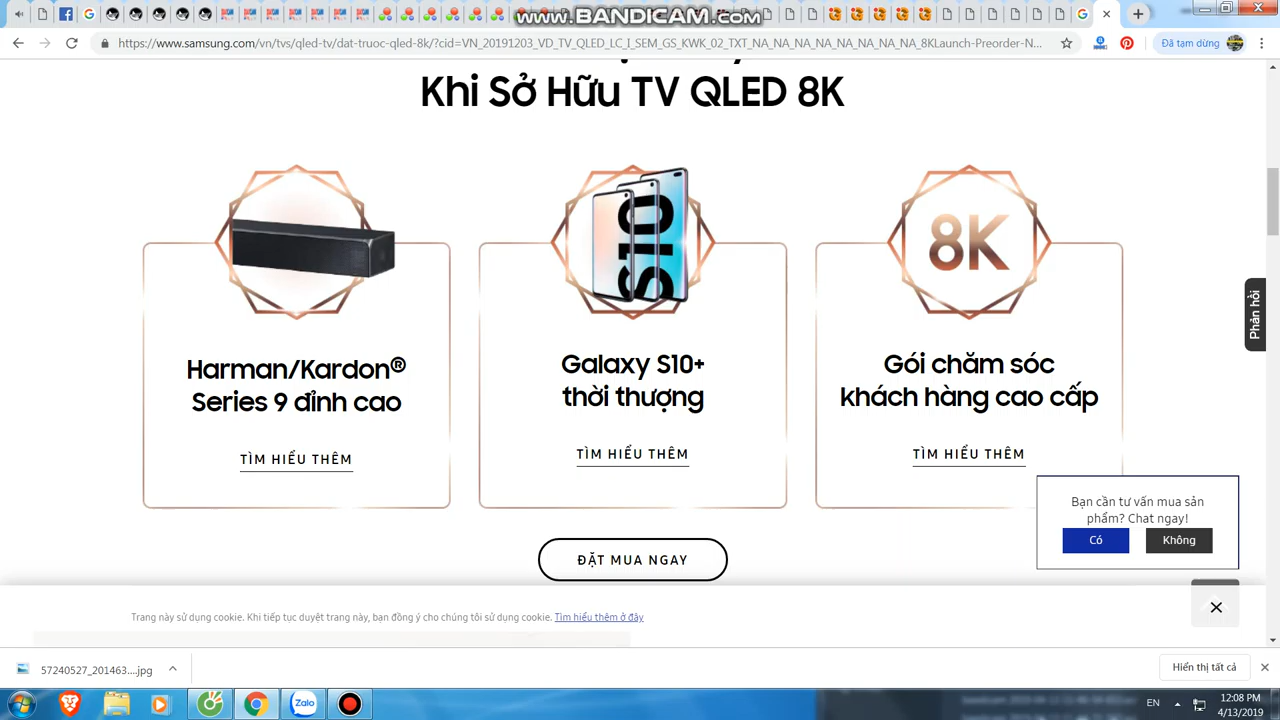 www.BANDICAM.com
https://www.samsung.com/vn/tvs/qled-tv/dat-truoc-qled-8k/?cid=VN_20191203_VD_TV_QLED_LC_I_SEM_GS_KWK_02_TXT_NA_NA_NA_NA_NA_NA_NA_NA_8KLaunch_Preorder-N...
Đã tạm dừng
Khi Sở Hữu TV QLED 8K
S10
8K
Harman/Kardon®
Series 9 đỉnh cao
TÌM HIỂU THÊM
Galaxy S10+
thời thượng
TÌM HIỂU THÊM
Gói chăm sóc
khách hàng cao cấp
TÌM HIỂU THÊM
Phản hồi
Bạn cần tư vấn mua sản
phẩm? Chat ngay!
Có
Không
ĐẶT MUA NGAY
Trang này sử dụng cookie. Khi tiếp tục duyệt trang này, bạn đồng ý cho chúng tôi sử dụng cookie. Tìm hiểu thêm ở đây
57240527_201463....jpg
Hiển thị tất cả
Zalo
EN
12:08 PM
4/13/2019